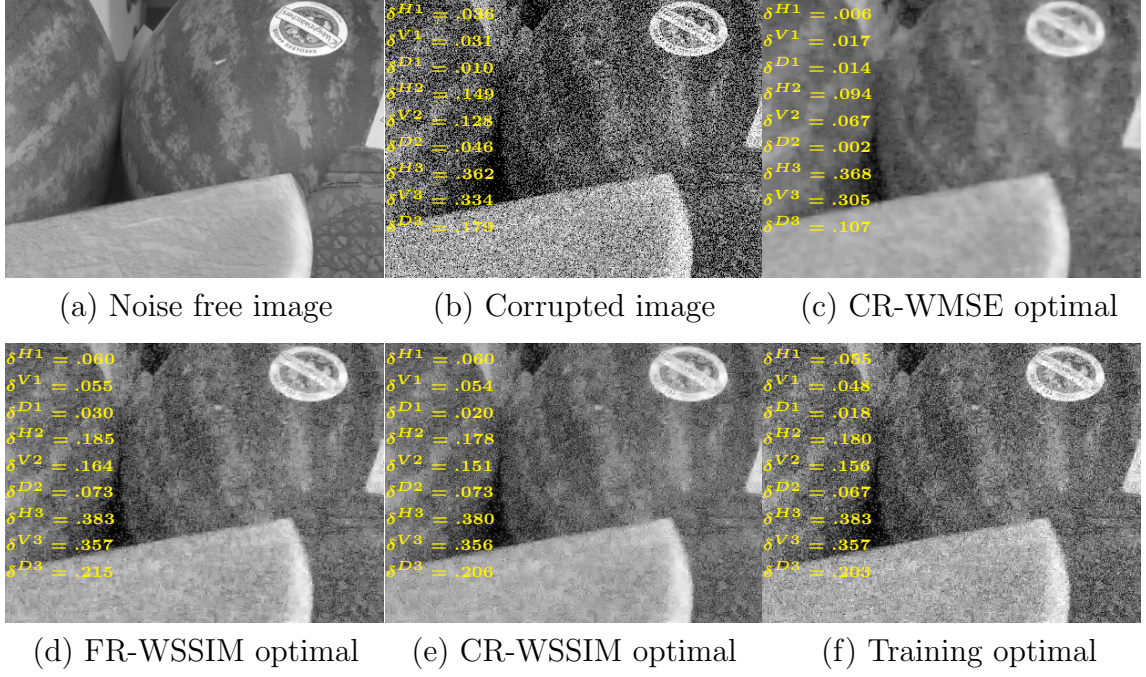 δ^H1 = .036
δ^V1 = .031
δ^D1 = .010
δ^H2 = .149
δ^V2 = .128
δ^D2 = .046
δ^H3 = .362
δ^V3 = .334
δ^D3 = .179
δ^H1 = .006
δ^V1 = .017
δ^D1 = .014
δ^H2 = .094
δ^V2 = .067
δ^D2 = .002
δ^H3 = .368
δ^V3 = .305
δ^D3 = .107
(a) Noise free image
(b) Corrupted image
(c) CR-WMSE optimal
δ^H1 = .060
δ^V1 = .055
δ^D1 = .030
δ^H2 = .185
δ^V2 = .164
δ^D2 = .073
δ^H3 = .383
δ^V3 = .357
δ^D3 = .215
δ^H1 = .060
δ^V1 = .054
δ^D1 = .020
δ^H2 = .178
δ^V2 = .151
δ^D2 = .073
δ^H3 = .380
δ^V3 = .356
δ^D3 = .206
δ^H1 = .055
δ^V1 = .048
δ^D1 = .018
δ^H2 = .180
δ^V2 = .156
δ^D2 = .067
δ^H3 = .383
δ^V3 = .357
δ^D3 = .203
(d) FR-WSSIM optimal
(e) CR-WSSIM optimal
(f) Training optimal